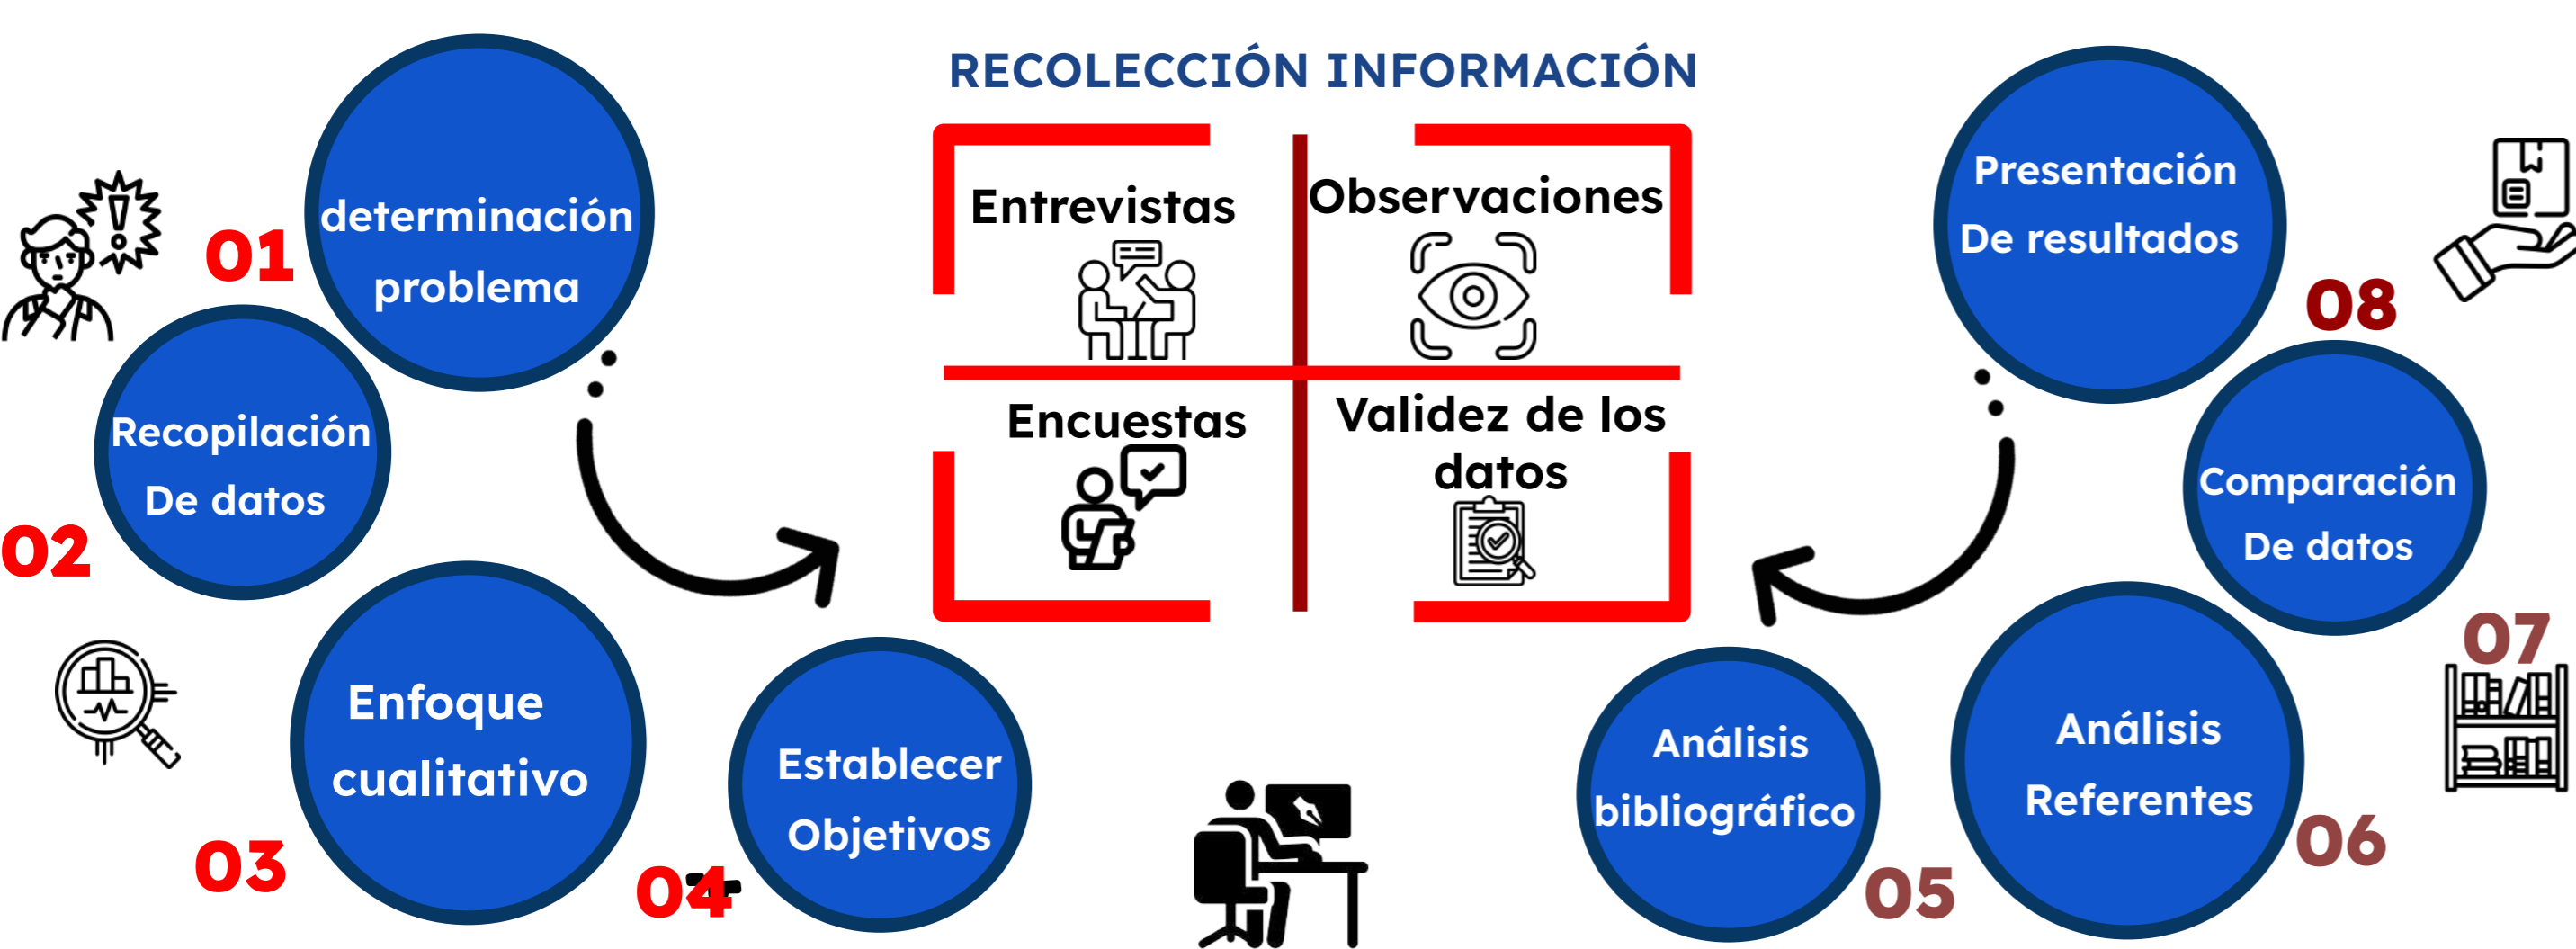 RECOLECCIÓN INFORMACIÓN
01
determinación
problema
02
Recopilación
De datos
03
Enfoque
cualitativo
04
Establecer
Objetivos
Entrevistas
Observaciones
Encuestas
Validez de los
datos
05
Análisis
bibliográfico
06
Análisis
Referentes
07
Comparación
De datos
08
Presentación
De resultados